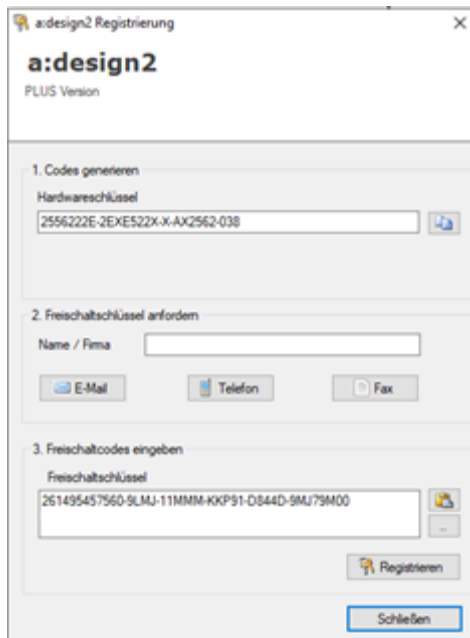 a:design2 Registrierung
a:design2
PLUS Version
1. Codes generieren
Hardwareschlüssel
2556222E-2EXE522X-X-AX2562-038
2. Freischaltschlüssel anfordern
Name / Firma
E-Mail Telefon Fax
3. Freischaltcodes eingeben
Freischaltschlüssel
261495457560-9LMJ-11MMM-KKP91-D844D-9MJ79M00
...
Registrieren
Schließen